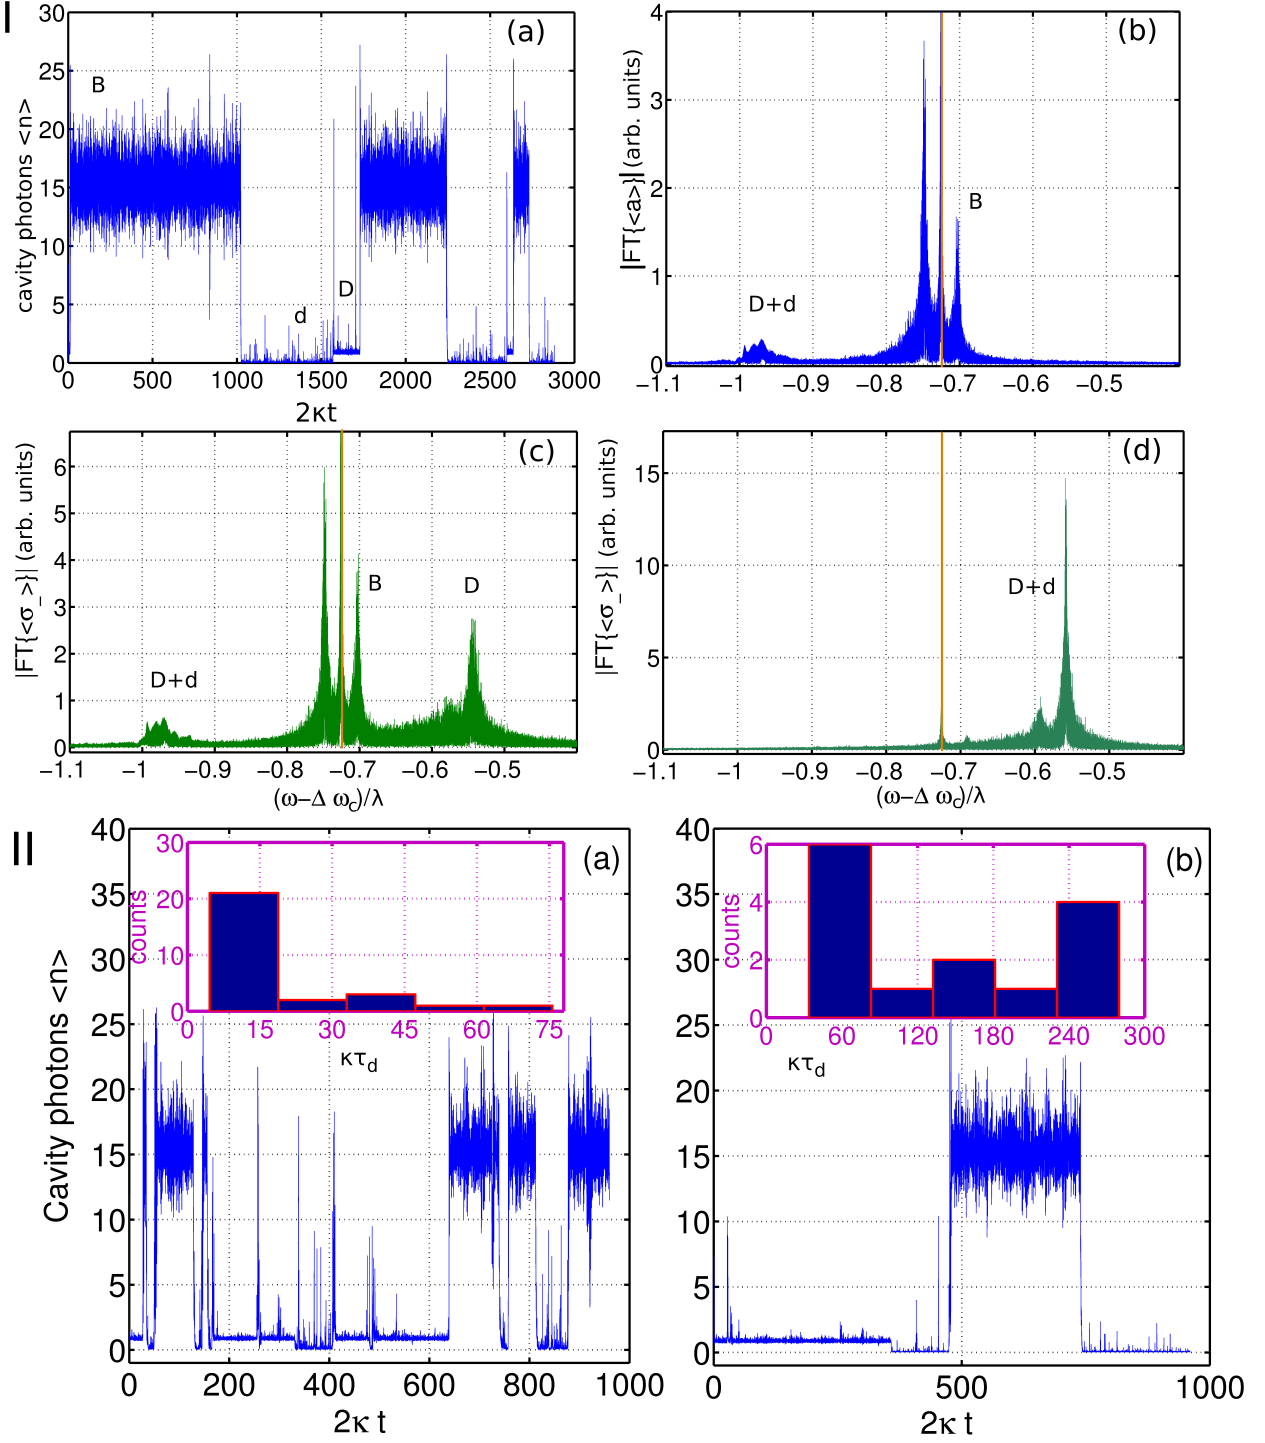 I
(a)
30
25
20
15
10
5
0
cavity photons <n>
B
d
D
0 500 1000 1500 2000 2500 3000
2κt
(b)
4
3
2
1
0
|FT{<a>}|(arb. units)
D+d
B
−1.1 −1 −0.9 −0.8 −0.7 −0.6 −0.5
(c)
6
5
4
3
2
1
0
|FT{<σ_>}| (arb. units)
D+d
B
D
−1.1 −1 −0.9 −0.8 −0.7 −0.6 −0.5
(ω−Δ ωc)/λ
(d)
15
10
5
0
|FT{<σ_>}| (arb. units)
D+d
−1.1 −1 −0.9 −0.8 −0.7 −0.6 −0.5
(ω−Δ ωc)/λ
II
(a)
40
35
30
25
20
15
10
5
0
Cavity photons <n>
30
20
10
0
counts
0 15 30 45 60 75
κτd
0 200 400 600 800 1000
2κ t
(b)
40
35
30
25
20
15
10
5
0
6
4
2
0
counts
0 60 120 180 240 300
κτd
0 500 1000
2κ t